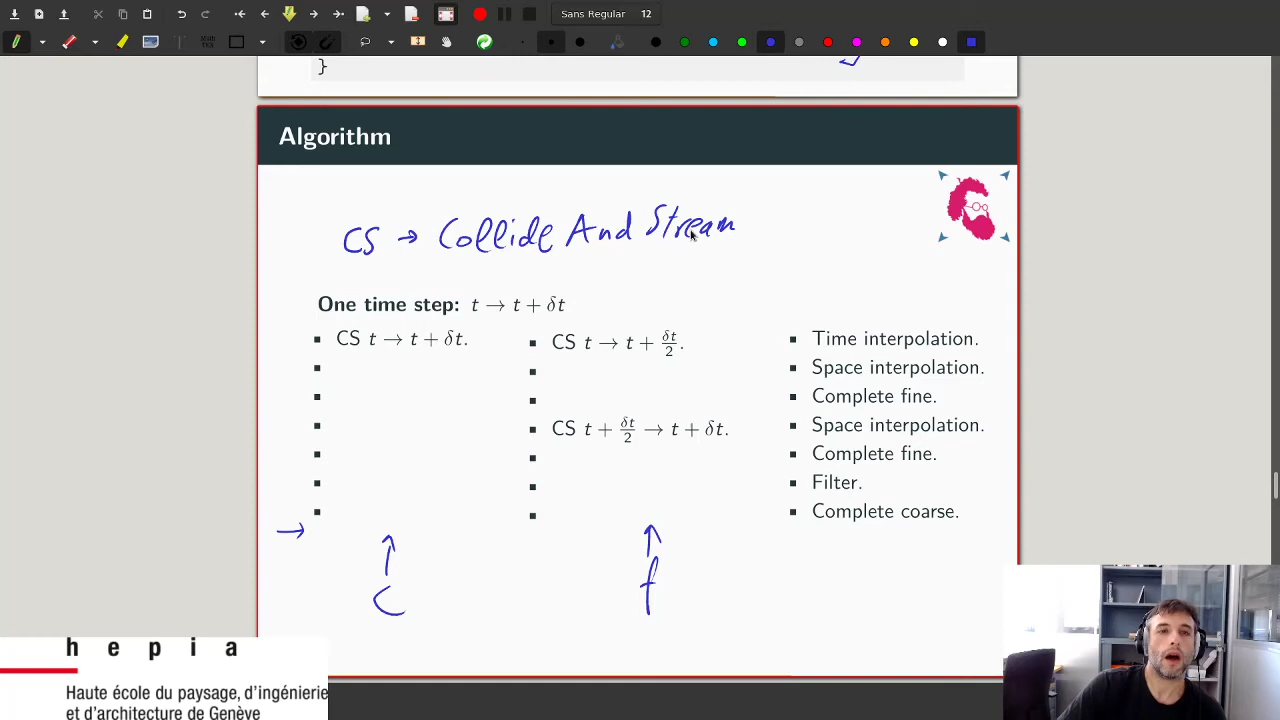 Sans Regular 12
}
Algorithm
CS → Collide And Stream
One time step: t → t + δt
▪ CS t → t + δt.
▪ CS t → t + δt/2.
▪ CS t + δt/2 → t + δt.
▪ Time interpolation.
▪ Space interpolation.
▪ Complete fine.
▪ Space interpolation.
▪ Complete fine.
▪ Filter.
▪ Complete coarse.
→
↑
C
↑
f
h e p i a
Haute école du paysage, d'ingénierie
et d'architecture de Genève